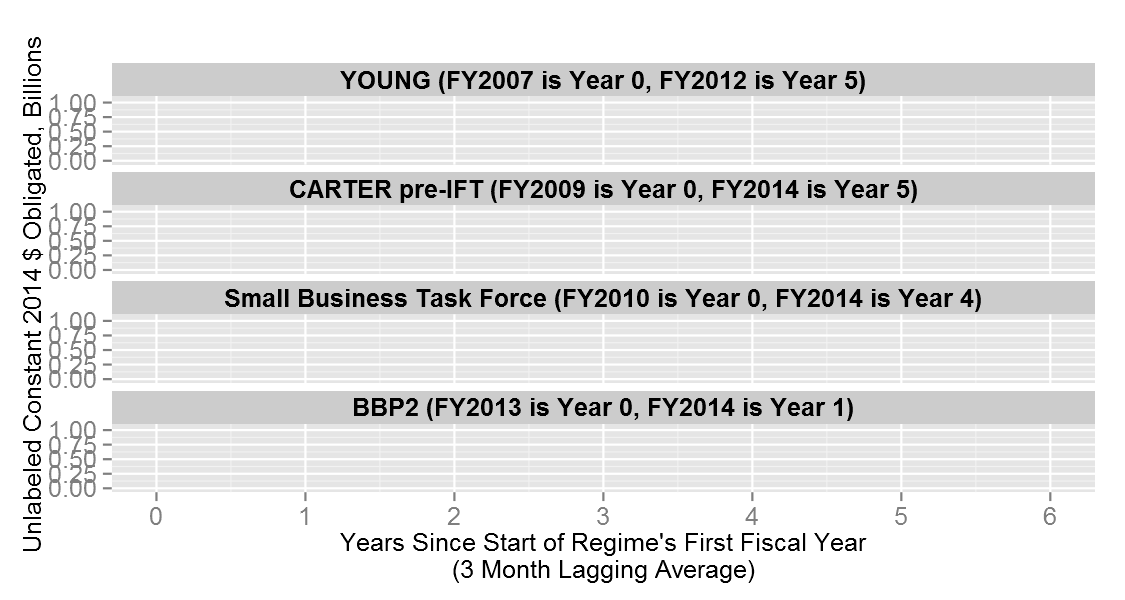 Unlabeled Constant 2014 $ Obligated, Billions
YOUNG (FY2007 is Year 0, FY2012 is Year 5)
1.00
0.75
0.50
0.25
0.00
CARTER pre-IFT (FY2009 is Year 0, FY2014 is Year 5)
1.00
0.75
0.50
0.25
0.00
Small Business Task Force (FY2010 is Year 0, FY2014 is Year 4)
1.00
0.75
0.50
0.25
0.00
BBP2 (FY2013 is Year 0, FY2014 is Year 1)
1.00
0.75
0.50
0.25
0.00
0 1 2 3 4 5 6
Years Since Start of Regime's First Fiscal Year
(3 Month Lagging Average)